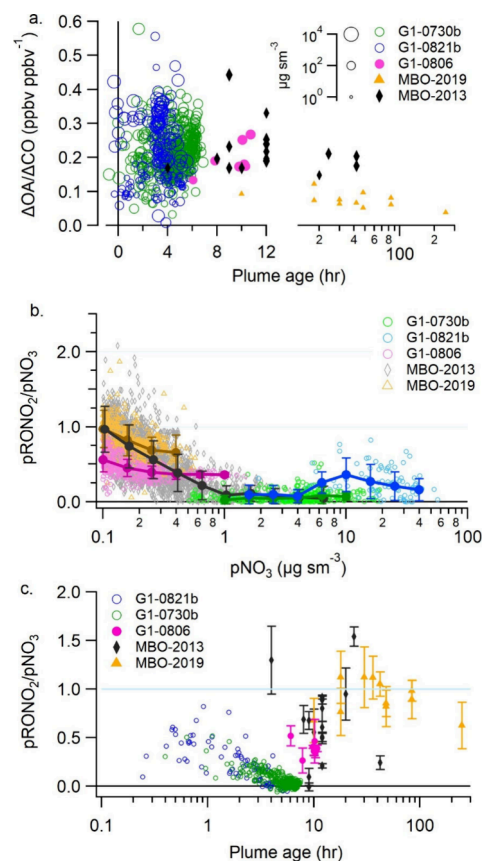 a.
ΔOA/ΔCO (ppbv ppbv⁻¹)
0.6
0.5
0.4
0.3
0.2
0.1
0.0
0 4 8 12
Plume age (hr)
μg sm⁻³
10⁴
10²
10⁰
G1-0730b
G1-0821b
G1-0806
MBO-2019
MBO-2013
2 4 6 8 100 2
Plume age (hr)
b.
pRONO₂/pNO₃
2.0
1.0
0.0
G1-0730b
G1-0821b
G1-0806
MBO-2013
MBO-2019
0.1 2 4 6 8 1 2 4 6 8 10 2 4 6 8 100
pNO₃ (μg sm⁻³)
c.
G1-0821b
G1-0730b
G1-0806
MBO-2013
MBO-2019
pRONO₂/pNO₃
2.0
1.5
1.0
0.5
0.0
0.1 1 10 100
Plume age (hr)